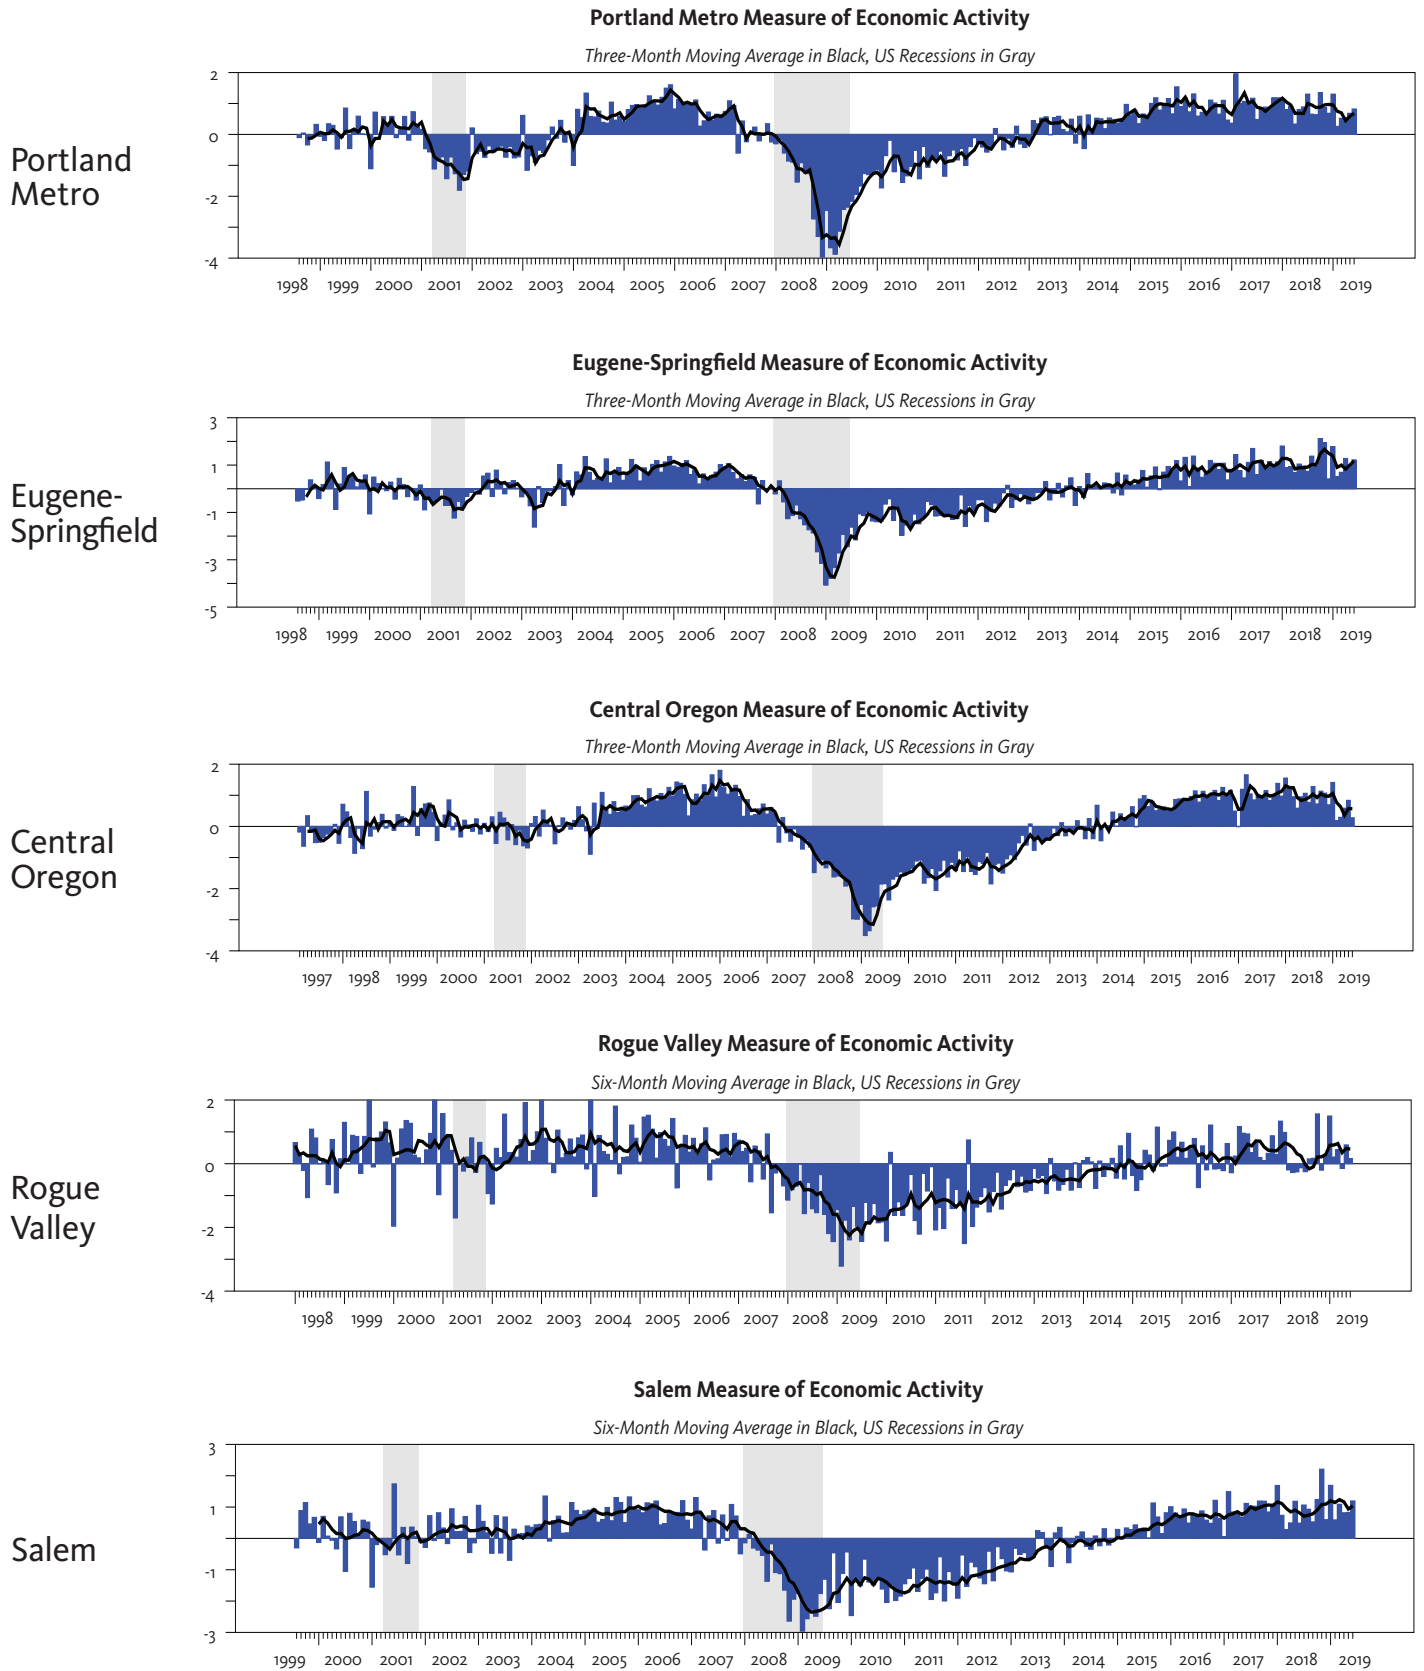 Portland Metro Measure of Economic Activity
Three-Month Moving Average in Black, US Recessions in Gray
Portland
Metro
2
0
-2
-4
1998 1999 2000 2001 2002 2003 2004 2005 2006 2007 2008 2009 2010 2011 2012 2013 2014 2015 2016 2017 2018 2019
Eugene-Springfield Measure of Economic Activity
Three-Month Moving Average in Black, US Recessions in Gray
Eugene-
Springfield
3
1
-1
-3
-5
1998 1999 2000 2001 2002 2003 2004 2005 2006 2007 2008 2009 2010 2011 2012 2013 2014 2015 2016 2017 2018 2019
Central Oregon Measure of Economic Activity
Three-Month Moving Average in Black, US Recessions in Gray
Central
Oregon
2
0
-2
-4
1997 1998 1999 2000 2001 2002 2003 2004 2005 2006 2007 2008 2009 2010 2011 2012 2013 2014 2015 2016 2017 2018 2019
Rogue Valley Measure of Economic Activity
Six-Month Moving Average in Black, US Recessions in Grey
Rogue
Valley
2
0
-2
-4
1998 1999 2000 2001 2002 2003 2004 2005 2006 2007 2008 2009 2010 2011 2012 2013 2014 2015 2016 2017 2018 2019
Salem Measure of Economic Activity
Six-Month Moving Average in Black, US Recessions in Gray
Salem
3
1
-1
-3
1999 2000 2001 2002 2003 2004 2005 2006 2007 2008 2009 2010 2011 2012 2013 2014 2015 2016 2017 2018 2019